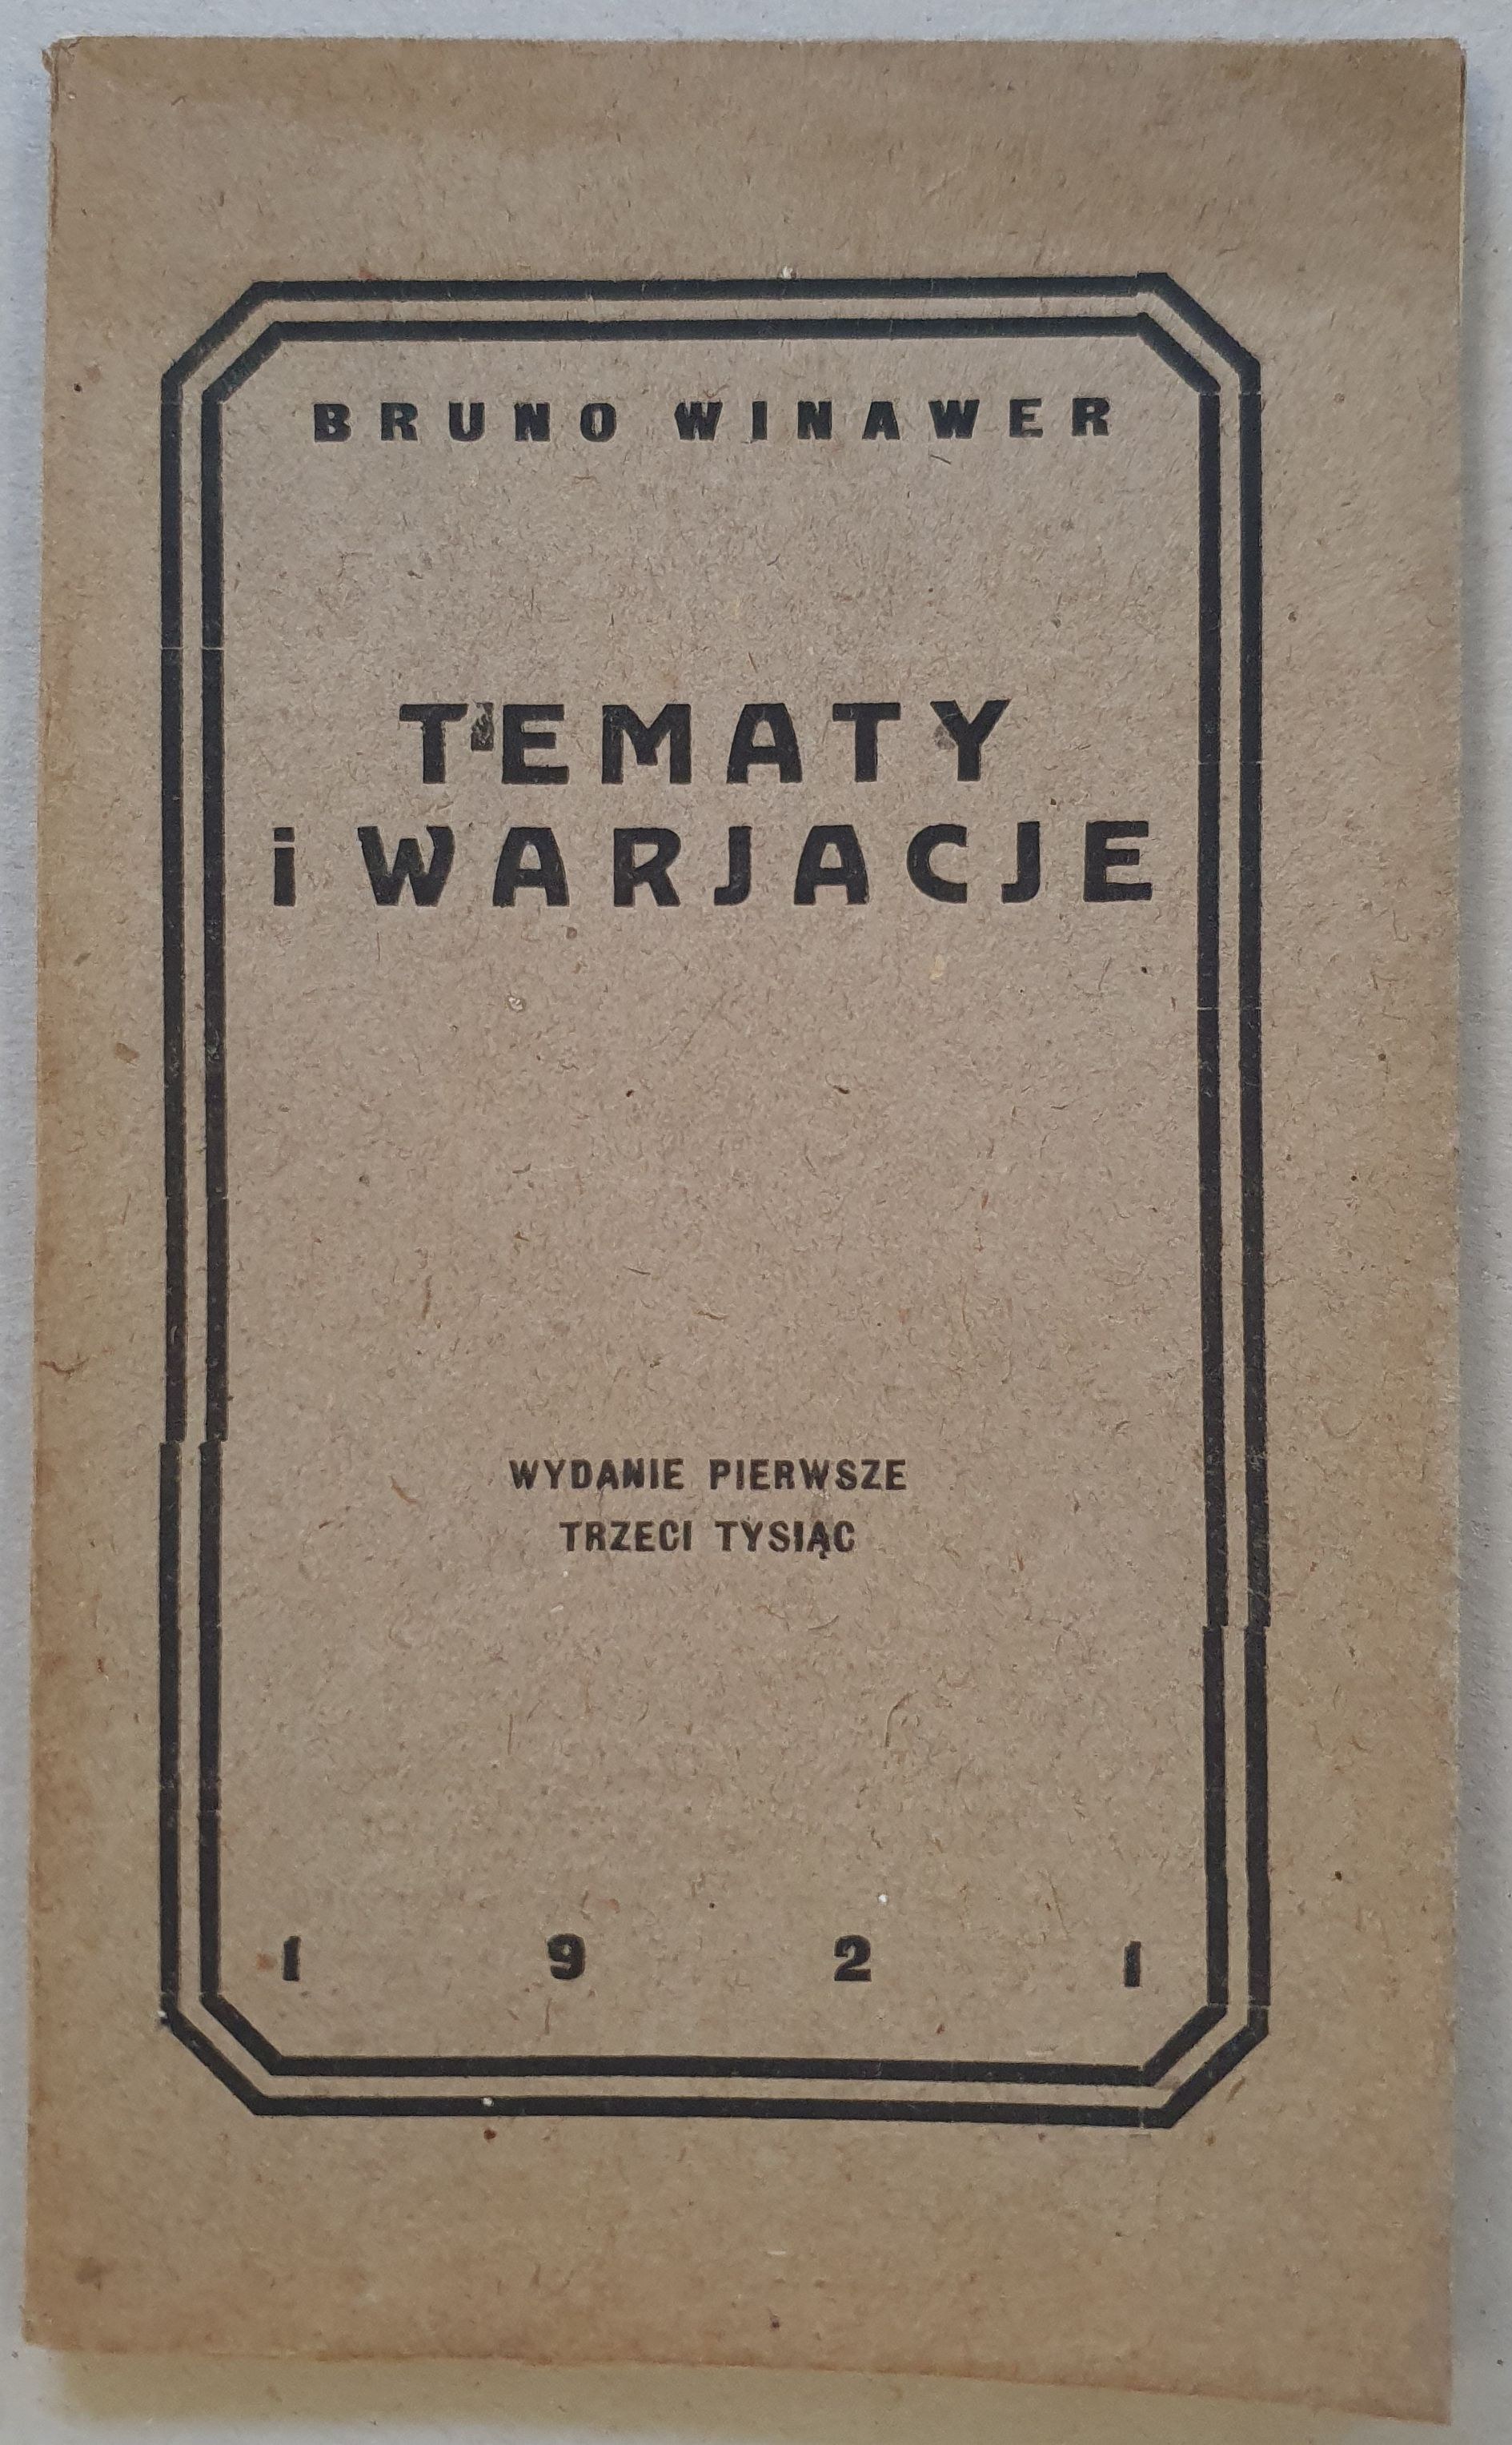 BRUNO WINAWER
TEMATY
i WARJACJE
WYDANIE PIERWSZE
TRZECI TYSIĄC
1 9 2 1